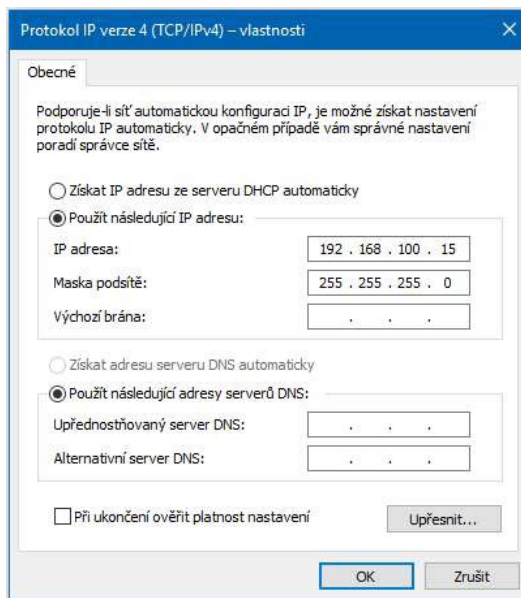 Protokol IP verze 4 (TCP/IPv4) – vlastnosti
Obecné
Podporuje-li síť automatickou konfiguraci IP, je možné získat nastavení
protokolu IP automaticky. V opačném případě vám správné nastavení
poradí správce sítě.
Získat IP adresu ze serveru DHCP automaticky
Použít následující IP adresu:
IP adresa: 192 . 168 . 100 . 15
Maska podsítě: 255 . 255 . 255 . 0
Výchozí brána: . . .
Získat adresu serveru DNS automaticky
Použít následující adresy serverů DNS:
Upřednostňovaný server DNS: . . .
Alternativní server DNS: . . .
Při ukončení ověřit platnost nastavení Upřesnit...
OK Zrušit